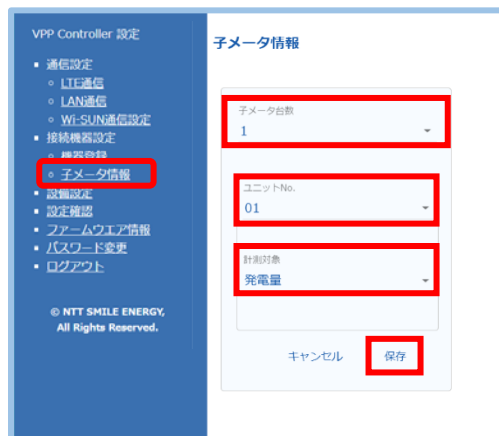 VPP Controller 設定
通信設定
LTE通信
LAN通信
Wi-SUN通信設定
接続機器設定
機器登録
子メータ情報
設備設定
設定確認
ファームウエア情報
パスワード変更
ログアウト
© NTT SMILE ENERGY,
All Rights Reserved.
子メータ情報
子メータ台数
1
ユニットNo.
01
計測対象
発電量
キャンセル
保存